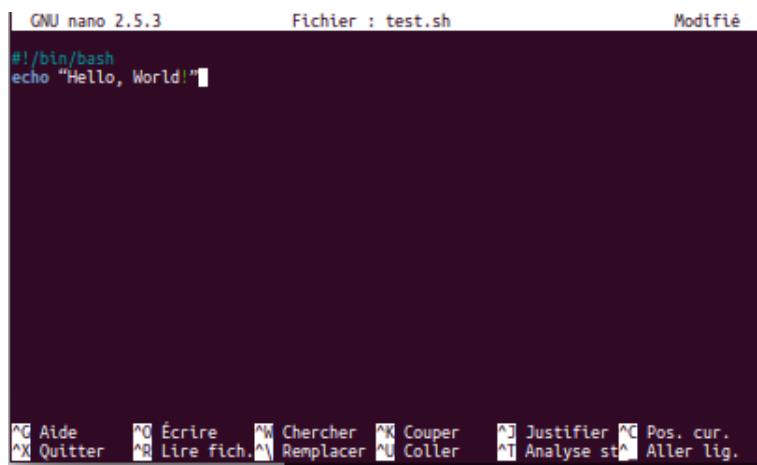 GNU nano 2.5.3 Fichier : test.sh Modifié
#!/bin/bash
echo “Hello, World!”
^G Aide ^O Écrire ^W Chercher ^K Couper ^J Justifier ^C Pos. cur.
^X Quitter ^R Lire fich. ^\ Remplacer ^U Coller ^T Analyse st ^_ Aller lig.